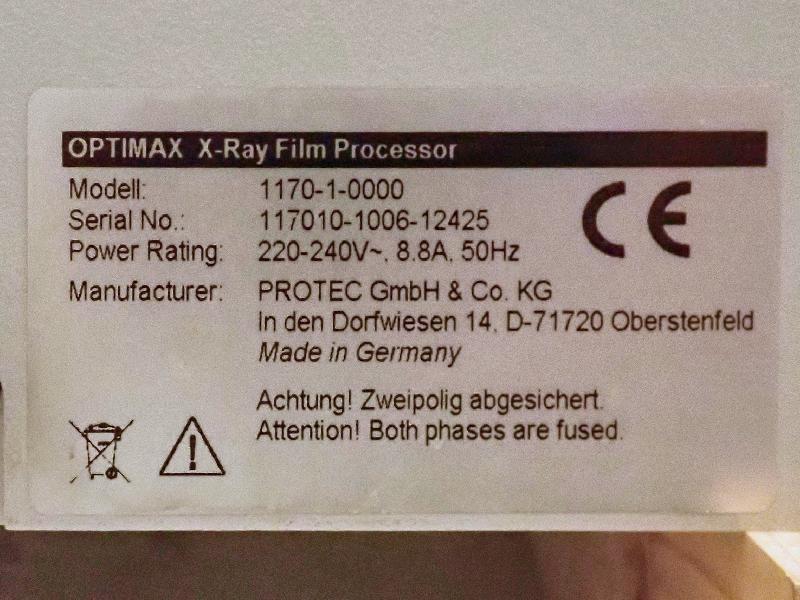 OPTIMAX X-Ray Film Processor
Modell: 1170-1-0000
Serial No.: 117010-1006-12425
Power Rating: 220-240V~, 8.8A, 50Hz
CE
Manufacturer: PROTEC GmbH & Co. KG
In den Dorfwiesen 14, D-71720 Oberstenfeld
Made in Germany
Achtung! Zweipolig abgesichert.
Attention! Both phases are fused.